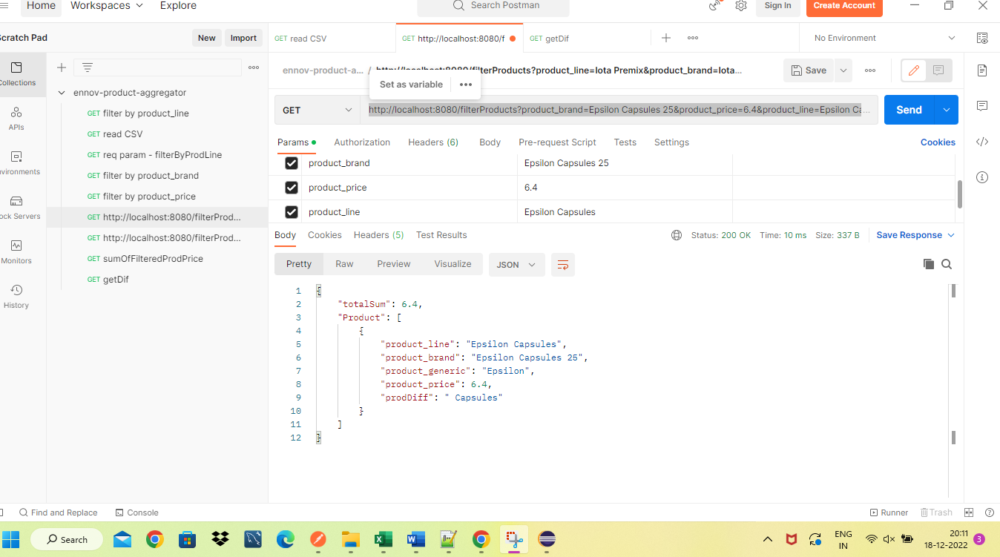 Home Workspaces Explore Search Postman Sign In Create Account
Scratch Pad New Import GET read CSV GET http://localhost:8080/f GET getDif No Environment
ennov-product-a... / http://localhost:8080/filterProducts?product_line=Iota Premix&product_brand=Iota... Save
Set as variable
Collections
APIs
Environments
Mock Servers
Monitors
History
ennov-product-aggregator
GET filter by product_line
GET read CSV
GET req param - filterByProdLine
GET filter by product_brand
GET filter by product_price
GET http://localhost:8080/filterProd...
GET http://localhost:8080/filterProd...
GET sumOfFilteredProdPrice
GET getDif
GET http://localhost:8080/filterProducts?product_brand=Epsilon Capsules 25&product_price=6.4&product_line=Epsilon Ca... Send
Params Authorization Headers (6) Body Pre-request Script Tests Settings Cookies
product_brand Epsilon Capsules 25
product_price 6.4
product_line Epsilon Capsules
Body Cookies Headers (5) Test Results Status: 200 OK Time: 10 ms Size: 337 B Save Response
Pretty Raw Preview Visualize JSON
1 {
2 "totalSum": 6.4,
3 "Product": [
4 {
5 "product_line": "Epsilon Capsules",
6 "product_brand": "Epsilon Capsules 25",
7 "product_generic": "Epsilon",
8 "product_price": 6.4,
9 "prodDiff": " Capsules"
10 }
11 ]
12 }
Find and Replace Console Runner Trash
Search
ENG
IN
20:11
18-12-2022
3